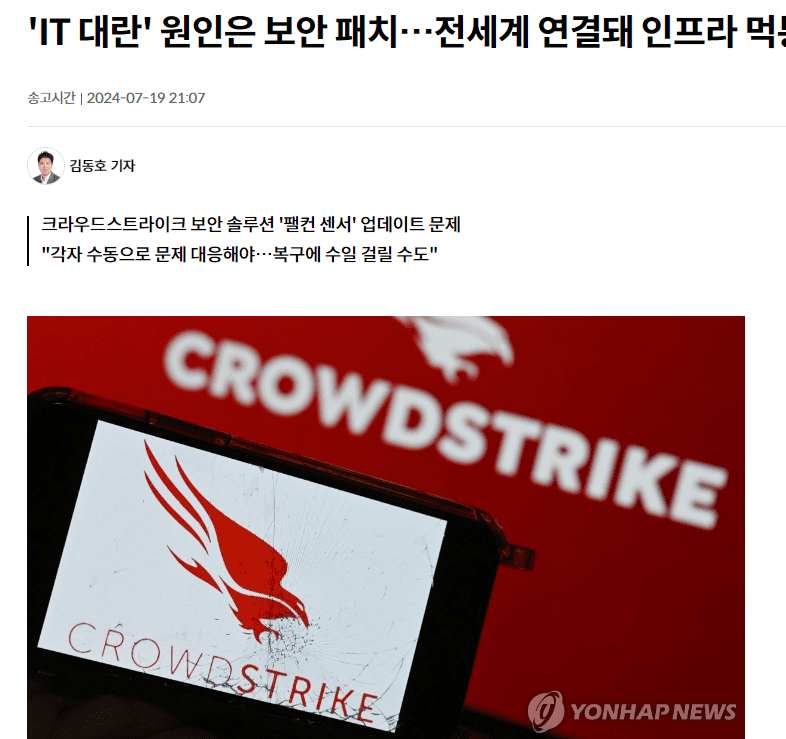 'IT 대란' 원인은 보안 패치…전세계 연결돼 인프라
송고시간 | 2024-07-19 21:07
김동호 기자
크라우드스트라이크 보안 솔루션 '팰컨 센서' 업데이트 문제
"각자 수동으로 문제 대응해야…복구에 수일 걸릴 수도"
CROWDSTRIKE
CROWDSTRIKE
YONHAP NEWS